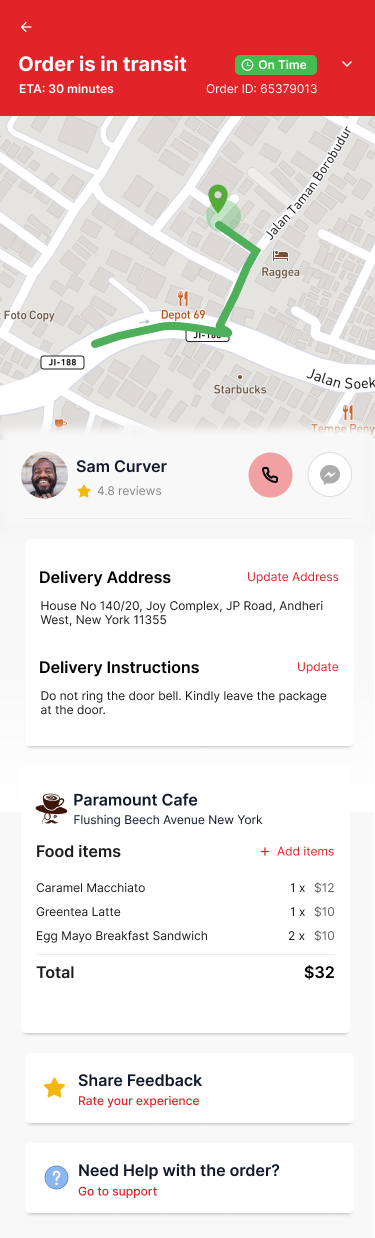 Order is in transit
On Time
ETA: 30 minutes
Order ID: 65379013
Jalan Taman Borobudur
Raggea
Foto Copy
Depot 69
Jl-188
Jl-188
Starbucks
Jalan Soek
Tempe Peny
Sam Curver
4.8 reviews
Delivery Address
Update Address
House No 140/20, Joy Complex, JP Road, Andheri
West, New York 11355
Delivery Instructions
Update
Do not ring the door bell. Kindly leave the package
at the door.
Paramount Cafe
Flushing Beech Avenue New York
Food items
+ Add items
Caramel Macchiato 1 x $12
Greentea Latte 1 x $10
Egg Mayo Breakfast Sandwich 2 x $10
Total $32
Share Feedback
Rate your experience
Need Help with the order?
Go to support